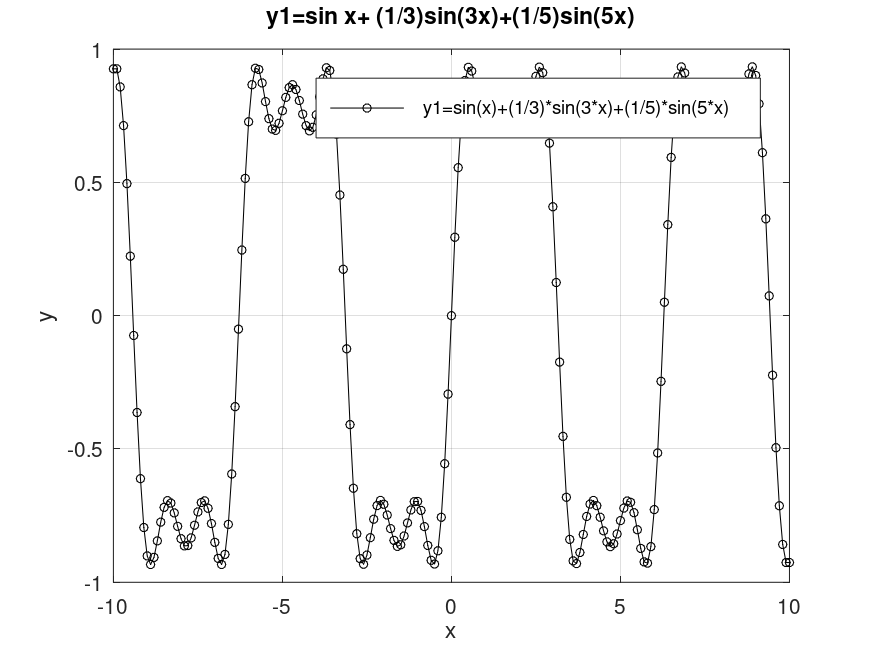 y1=sin x+ (1/3)sin(3x)+(1/5)sin(5x)
1
y1=sin(x)+(1/3)*sin(3*x)+(1/5)*sin(5*x)
0.5
y
0
-0.5
-1
-10 -5 0 5 10
x